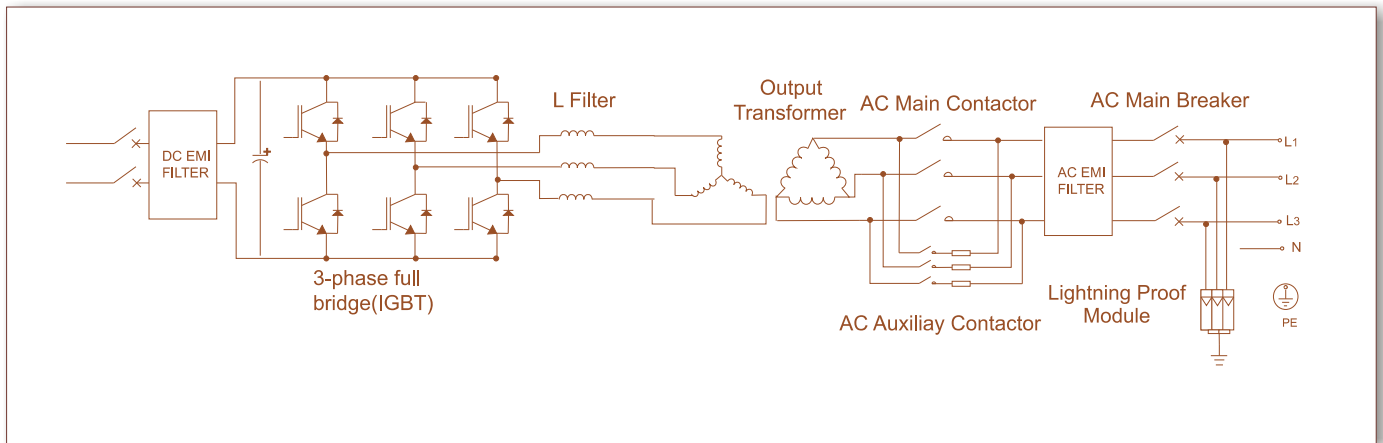 DC EMI
FILTER
3-phase full
bridge(IGBT)
L Filter
Output
Transformer
AC Main Contactor
AC Auxiliay Contactor
AC EMI
FILTER
AC Main Breaker
Lightning Proof
Module
L1
L2
L3
N
PE